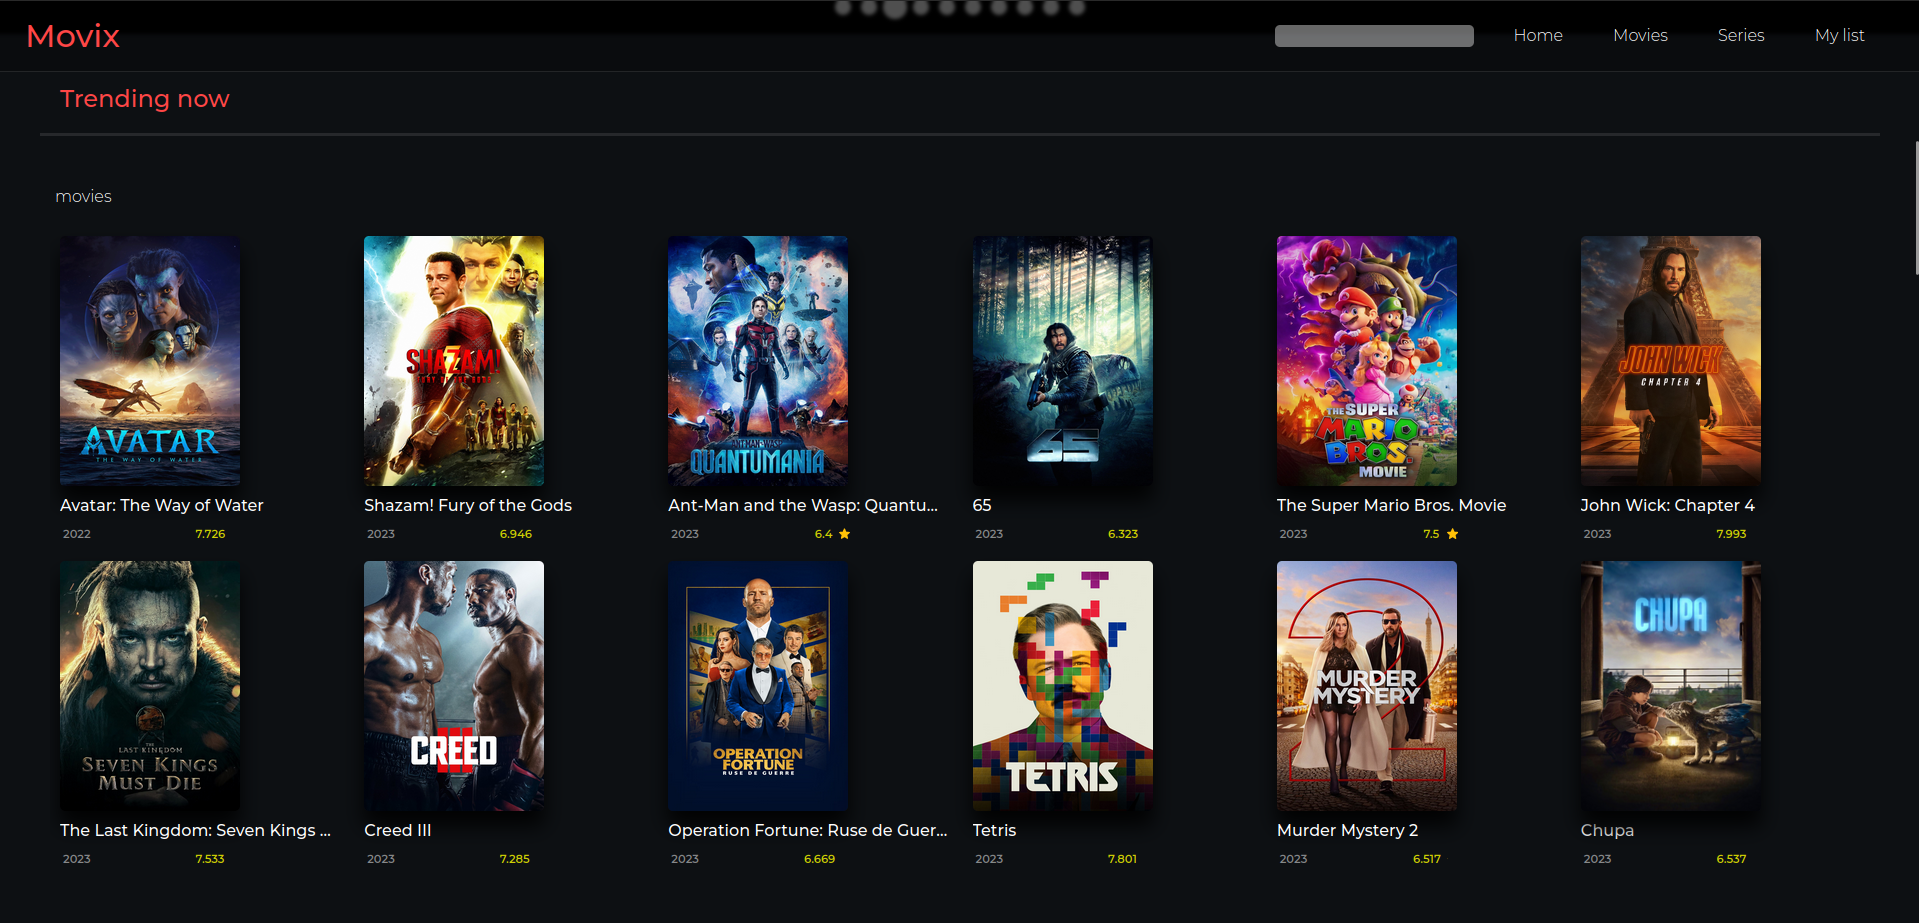 Movix
Home
Movies
Series
My list
Trending now
movies
AVATAR
THE WAY OF WATER
SHAZAM!
FURY OF THE GODS
ANT-MAN AND THE WASP
QUANTUMANIA
65
THE SUPER
MARIO
BROS.
MOVIE
JOHN WICK
CHAPTER 4
Avatar: The Way of Water
Shazam! Fury of the Gods
Ant-Man and the Wasp: Quantu...
65
The Super Mario Bros. Movie
John Wick: Chapter 4
2022 7.726
2023 6.946
2023 6.4
2023 6.323
2023 7.5
2023 7.993
THE
LAST KINGDOM
SEVEN KINGS
MUST DIE
CREED
III
OPERATION
FORTUNE
RUSE DE GUERRE
TETRIS
2
MURDER
MYSTERY
CHUPA
The Last Kingdom: Seven Kings ...
Creed III
Operation Fortune: Ruse de Guer...
Tetris
Murder Mystery 2
Chupa
2023 7.533
2023 7.285
2023 6.669
2023 7.801
2023 6.517
2023 6.537